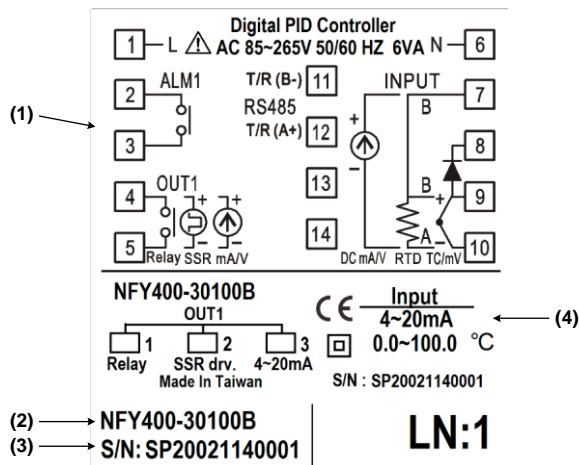 Digital PID Controller
1 L AC 85~265V 50/60 HZ 6VA N 6
2 ALM1 T/R (B-) 11 INPUT 7
RS485 B
(1) + 8
3 T/R (A+) 12
−
4 OUT1 13 B + 9
+ +
5 − − 14 A − 10
Relay SSR mA/V DC mA/V RTD TC/mV
NFY400-30100B
OUT1
1 2 3
Relay SSR drv. 4~20mA
Made In Taiwan
CE Input
4~20mA (4)
0.0~100.0 °C
S/N : SP20021140001
(2) NFY400-30100B
(3) S/N: SP20021140001
LN:1